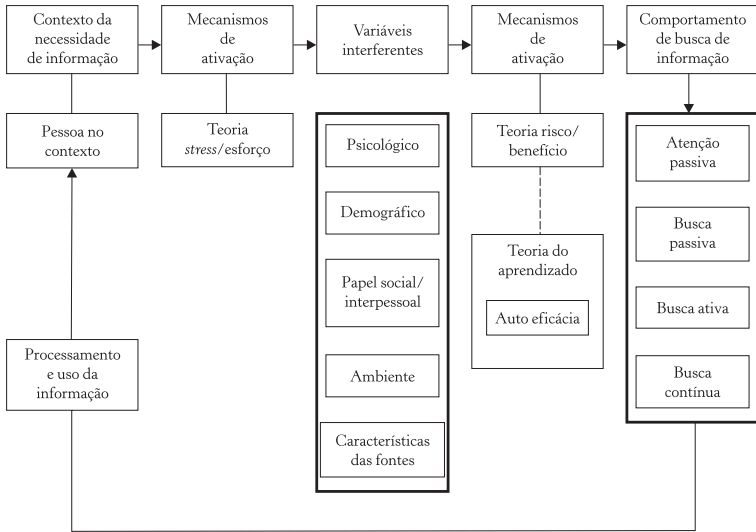 Contexto da
necessidade
de informação
Mecanismos
de
ativação
Variáveis
interferentes
Mecanismos
de
ativação
Comportamento
de busca de
informação
Pessoa no
contexto
Teoria
stress/esforço
Psicológico
Demográfico
Papel social/
interpessoal
Ambiente
Características
das fontes
Teoria risco/
benefício
Teoria do
aprendizado
Auto eficácia
Atenção
passiva
Busca
passiva
Busca ativa
Busca
contínua
Processamento
e uso da
informação